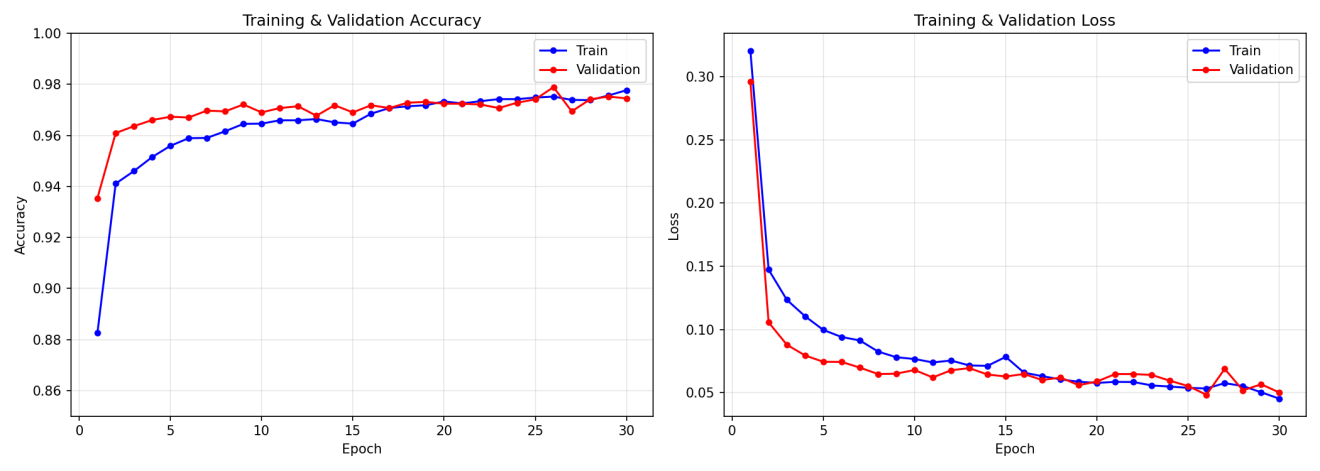 Training & Validation Accuracy
Train
Validation
1.00
0.98
0.96
0.94
0.92
0.90
0.88
0.86
Accuracy
0 5 10 15 20 25 30
Epoch
Training & Validation Loss
Train
Validation
0.30
0.25
0.20
0.15
0.10
0.05
Loss
0 5 10 15 20 25 30
Epoch